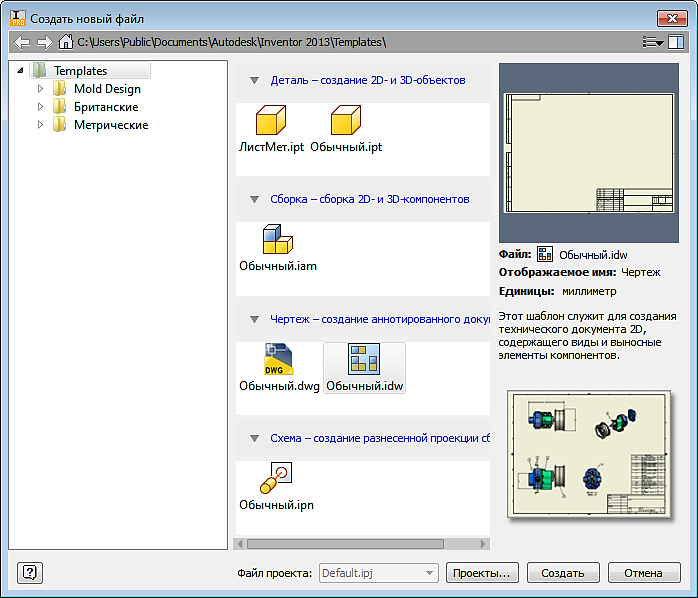 Создать новый файл
C:\Users\Public\Documents\Autodesk\Inventor 2013\Templates\
Templates
Mold Design
Британские
Метрические
Деталь – создание 2D- и 3D-объектов
ЛистМет.ipt
Обычный.ipt
Сборка – сборка 2D- и 3D-компонентов
Обычный.iam
Чертеж – создание аннотированного доку
DWG
Обычный.dwg
Обычный.idw
Схема – создание разнесенной проекции сб
Обычный.ipn
Файл: Обычный.idw
Отображаемое имя: Чертеж
Единицы: миллиметр
Этот шаблон служит для создания
технического документа 2D,
содержащего виды и выносные
элементы компонентов.
Файл проекта: Default.ipj
Проекты...
Создать
Отмена